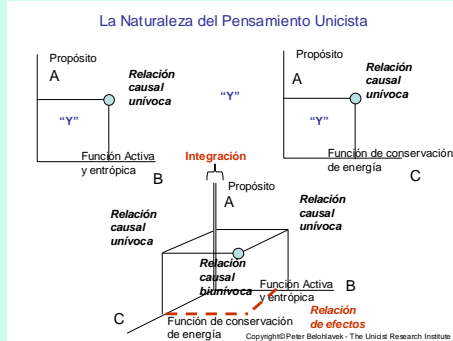 La Naturaleza del Pensamiento Unicista
Propósito
A
Relación
causal
unívoca
"Y"
Función Activa
y entrópica
B
"Y"
Propósito
A
Relación
causal
unívoca
"Y"
Función de conservación
de energía
C
Integración
Propósito
A
Relación
causal
unívoca
Relación
causal
unívoca
Relación
causal
biunívoca
Función Activa
y entrópica
B
C
Función de conservación
de energía
Relación
de efectos
Copyright©Peter Belohlavek - The Unicist Research Institute